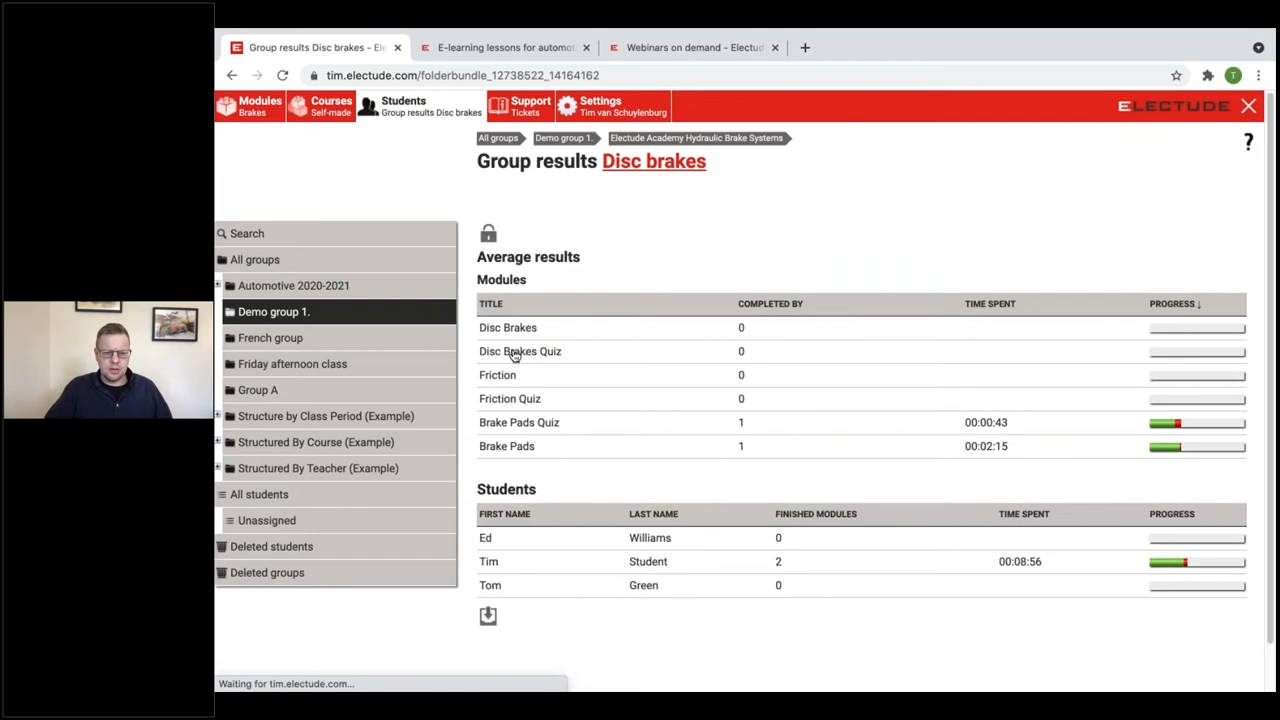 Group results Disc brakes - Ele
E-learning lessons for automot
Webinars on demand - Electud
tim.electude.com/folderbundle_12738522_14164162
T
Modules
Brakes
Courses
Self-made
Students
Group results Disc brakes
Support
Tickets
Settings
Tim van Schuylenburg
ELECTUDE
All groups
Demo group 1.
Electude Academy Hydraulic Brake Systems
?
Group results Disc brakes
Search
All groups
Automotive 2020-2021
Demo group 1.
French group
Friday afternoon class
Group A
Structure by Class Period (Example)
Structured By Course (Example)
Structured By Teacher (Example)
All students
Unassigned
Deleted students
Deleted groups
Average results
Modules
TITLE COMPLETED BY TIME SPENT PROGRESS ↓
Disc Brakes 0
Disc Brakes Quiz 0
Friction 0
Friction Quiz 0
Brake Pads Quiz 1 00:00:43
Brake Pads 1 00:02:15
Students
FIRST NAME LAST NAME FINISHED MODULES TIME SPENT PROGRESS
Ed Williams 0
Tim Student 2 00:08:56
Tom Green 0
Waiting for tim.electude.com...